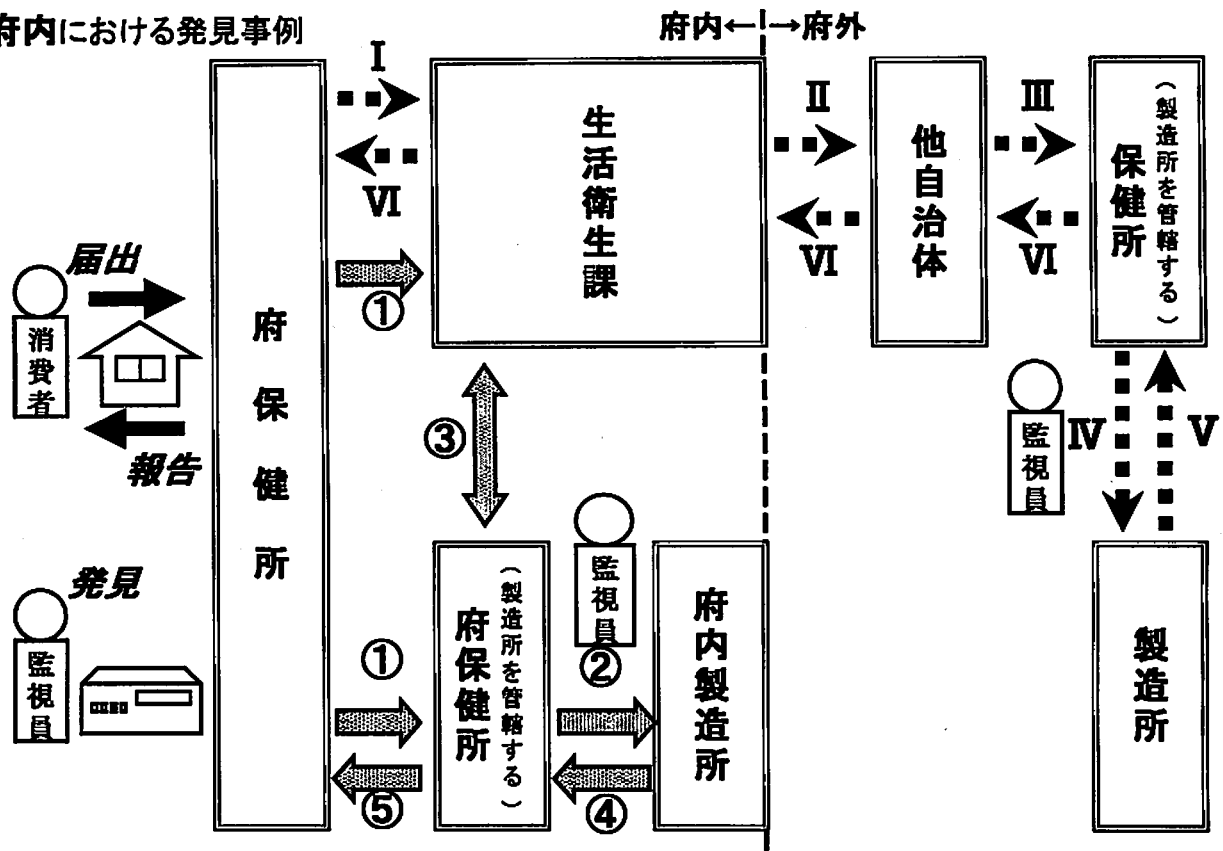 府内における発見事例
府内←→府外
Ⅰ
Ⅵ
①
生活衛生課
Ⅱ
Ⅵ
他自治体
Ⅲ
Ⅵ
保健所
（製造所を管轄する）
届出
消費者
報告
府保健所
③
監視員
Ⅳ
Ⅴ
発見
監視員
①
⑤
府保健所
（製造所を管轄する）
監視員
②
④
府内製造所
製造所